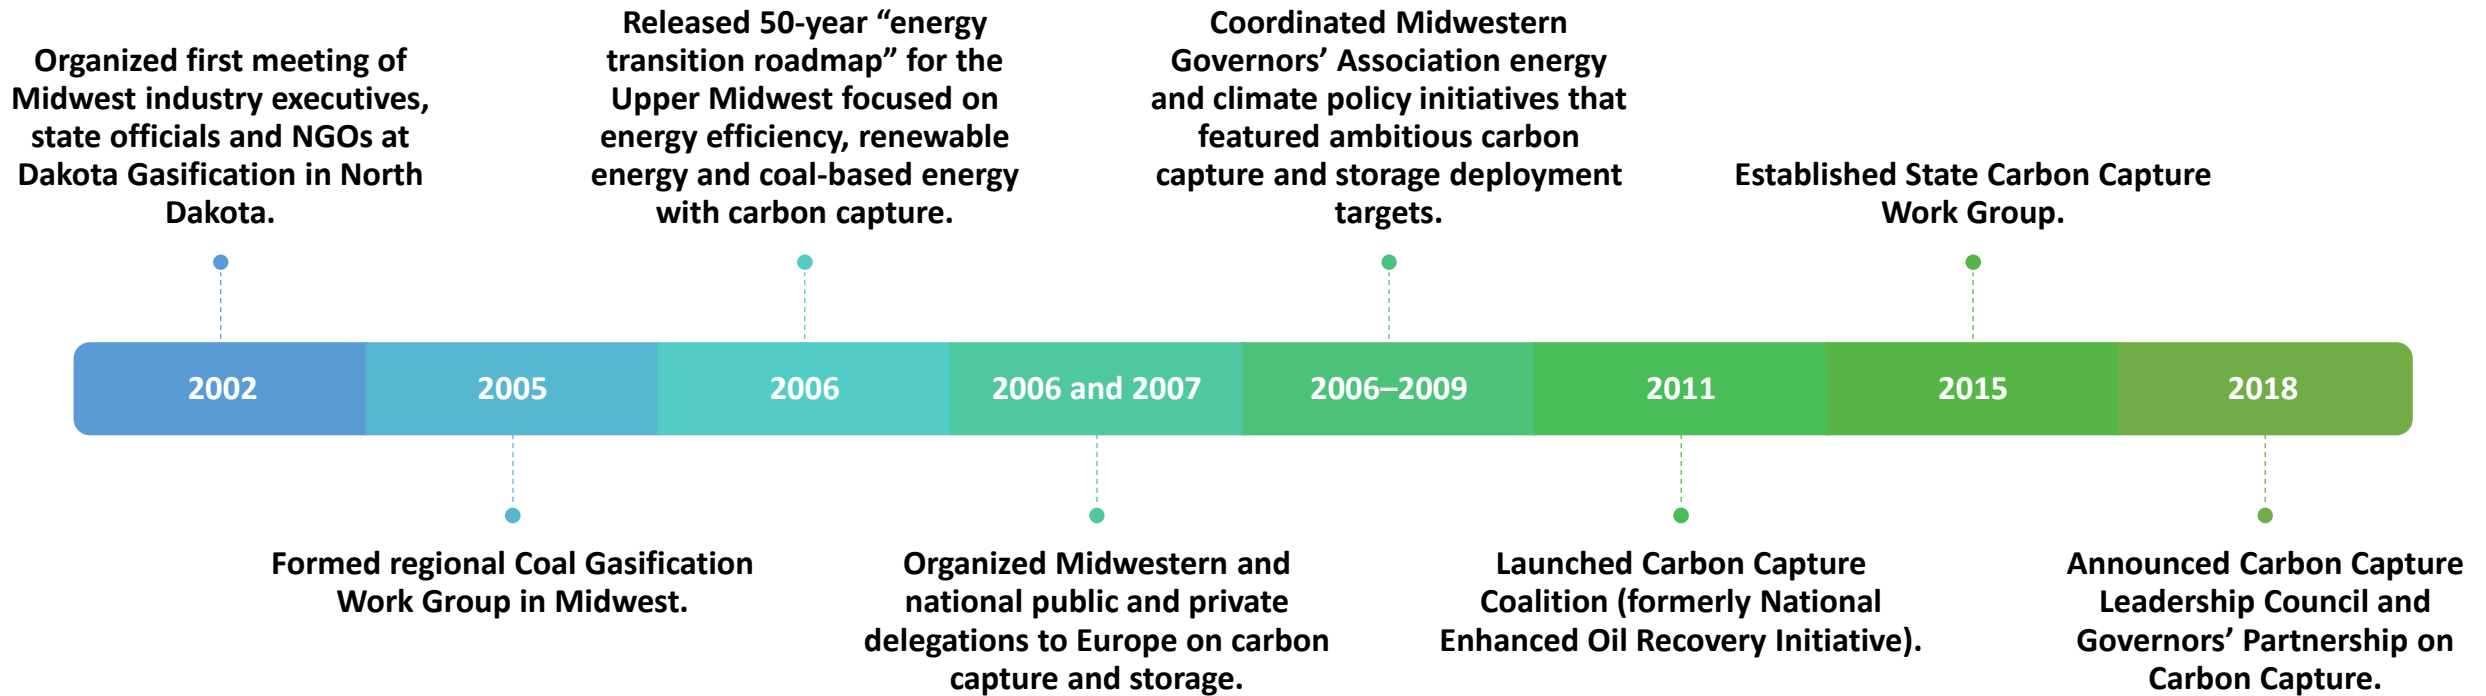 Organized first meeting of
Midwest industry executives,
state officials and NGOs at
Dakota Gasification in North
Dakota.
Released 50-year “energy
transition roadmap” for the
Upper Midwest focused on
energy efficiency, renewable
energy and coal-based energy
with carbon capture.
Coordinated Midwestern
Governors’ Association energy
and climate policy initiatives that
featured ambitious carbon
capture and storage deployment
targets.
Established State Carbon Capture
Work Group.
2002
2005
2006
2006 and 2007
2006–2009
2011
2015
2018
Formed regional Coal Gasification
Work Group in Midwest.
Organized Midwestern and
national public and private
delegations to Europe on carbon
capture and storage.
Launched Carbon Capture
Coalition (formerly National
Enhanced Oil Recovery Initiative).
Announced Carbon Capture
Leadership Council and
Governors’ Partnership on
Carbon Capture.